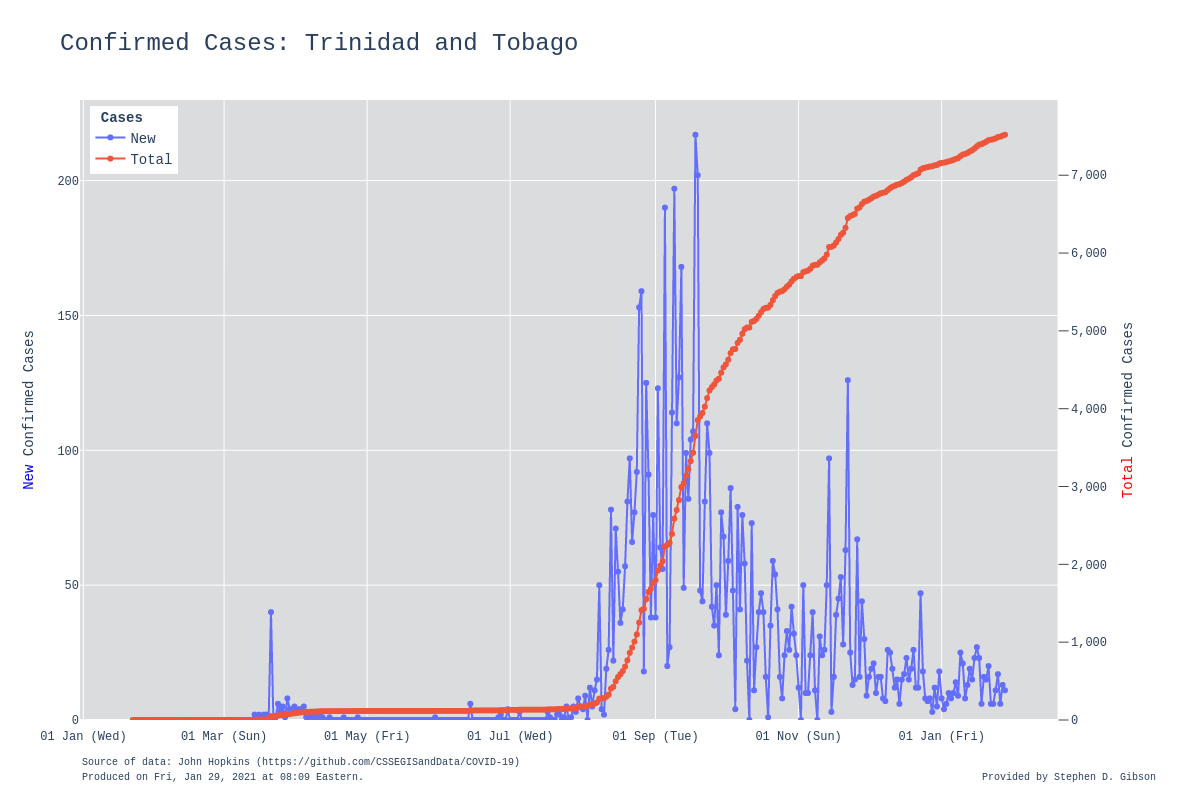 Confirmed Cases: Trinidad and Tobago
Cases
New
Total
200
150
100
50
0
7,000
6,000
5,000
4,000
3,000
2,000
1,000
0
New Confirmed Cases
Total Confirmed Cases
01 Jan (Wed) 01 Mar (Sun) 01 May (Fri) 01 Jul (Wed) 01 Sep (Tue) 01 Nov (Sun) 01 Jan (Fri)
Source of data: John Hopkins (https://github.com/CSSEGISandData/COVID-19)
Produced on Fri, Jan 29, 2021 at 08:09 Eastern.
Provided by Stephen D. Gibson